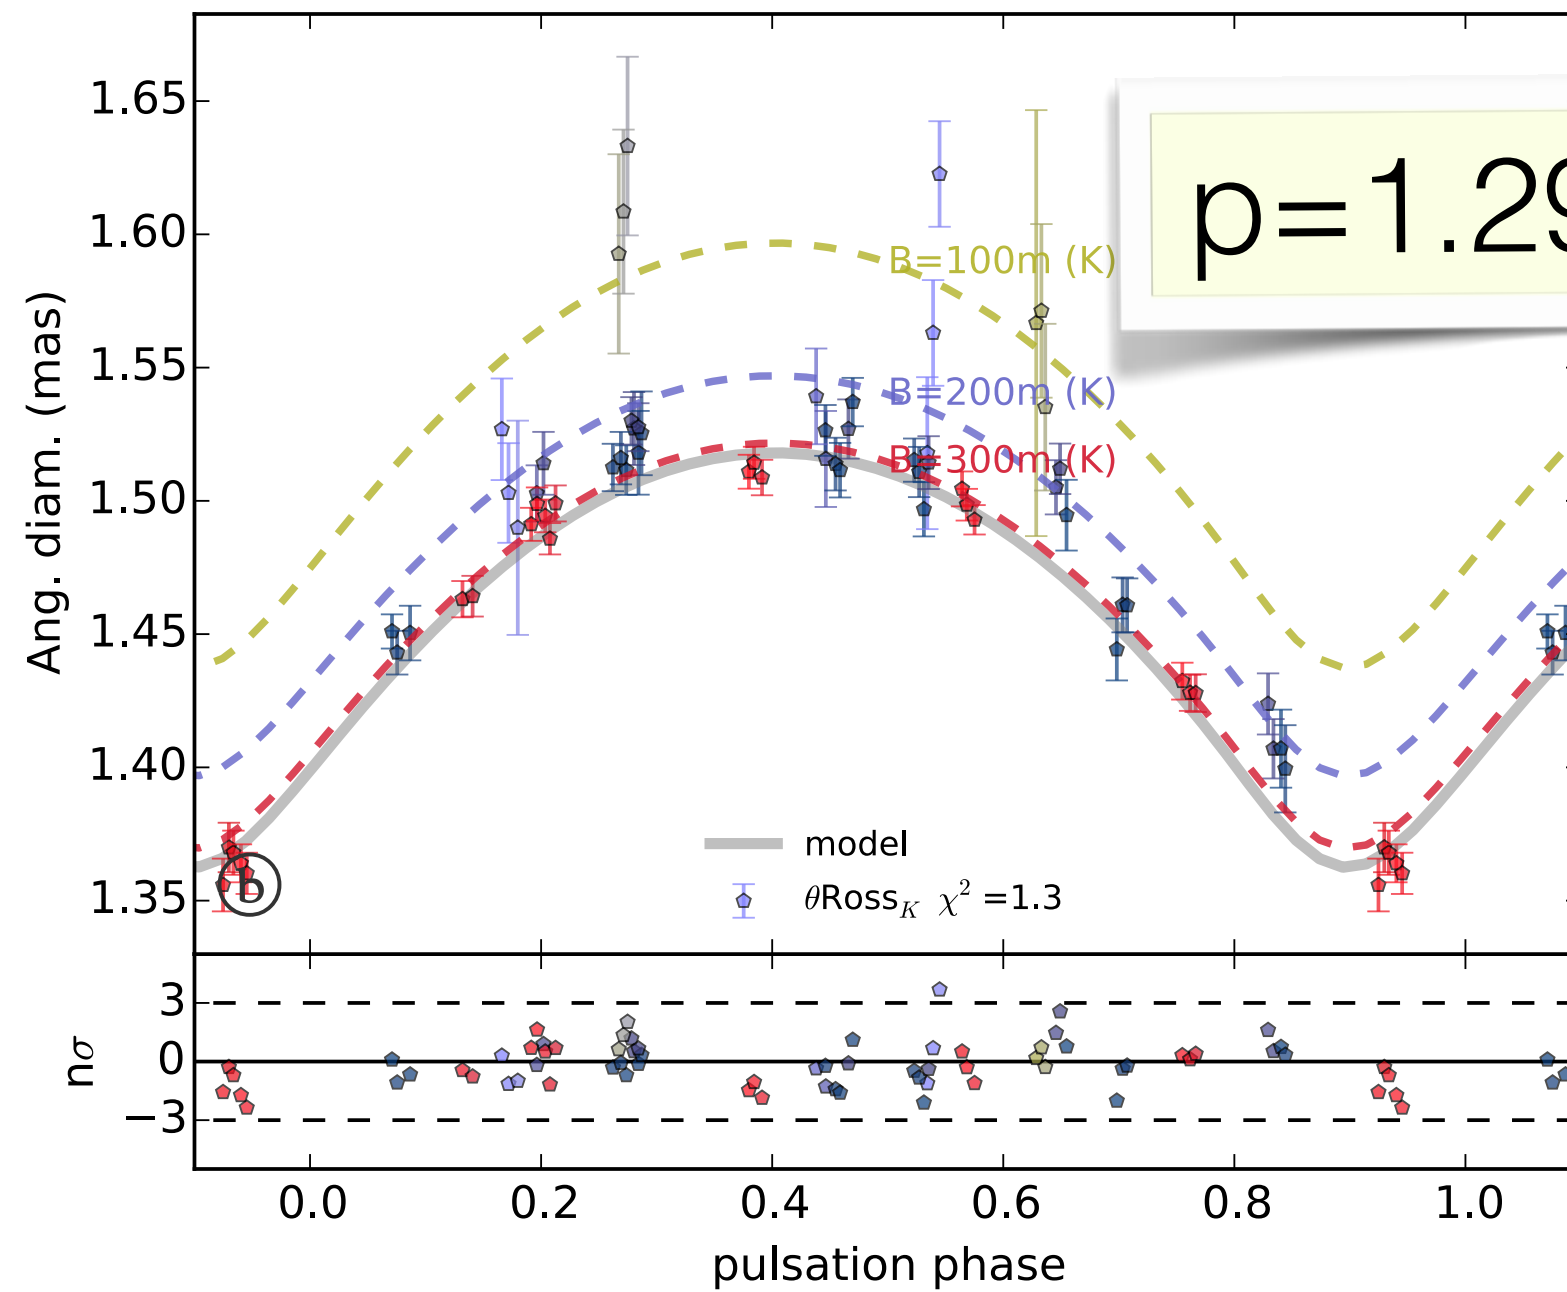 1.65
1.60
1.55
1.50
1.45
1.40
1.35
Ang. diam. (mas)
p=1.29
B=100m (K)
B=200m (K)
B=300m (K)
model
θRoss_K χ² =1.3
b
3
0
−3
nσ
0.0 0.2 0.4 0.6 0.8 1.0
pulsation phase